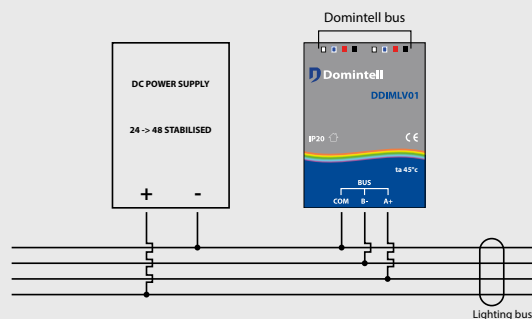 Domintell bus
DC POWER SUPPLY
24 -> 48 STABILISED
+ -
Domintell
DDIMLV01
IP20 CE
ta 45°c
BUS
COM B- A+
Lighting bus